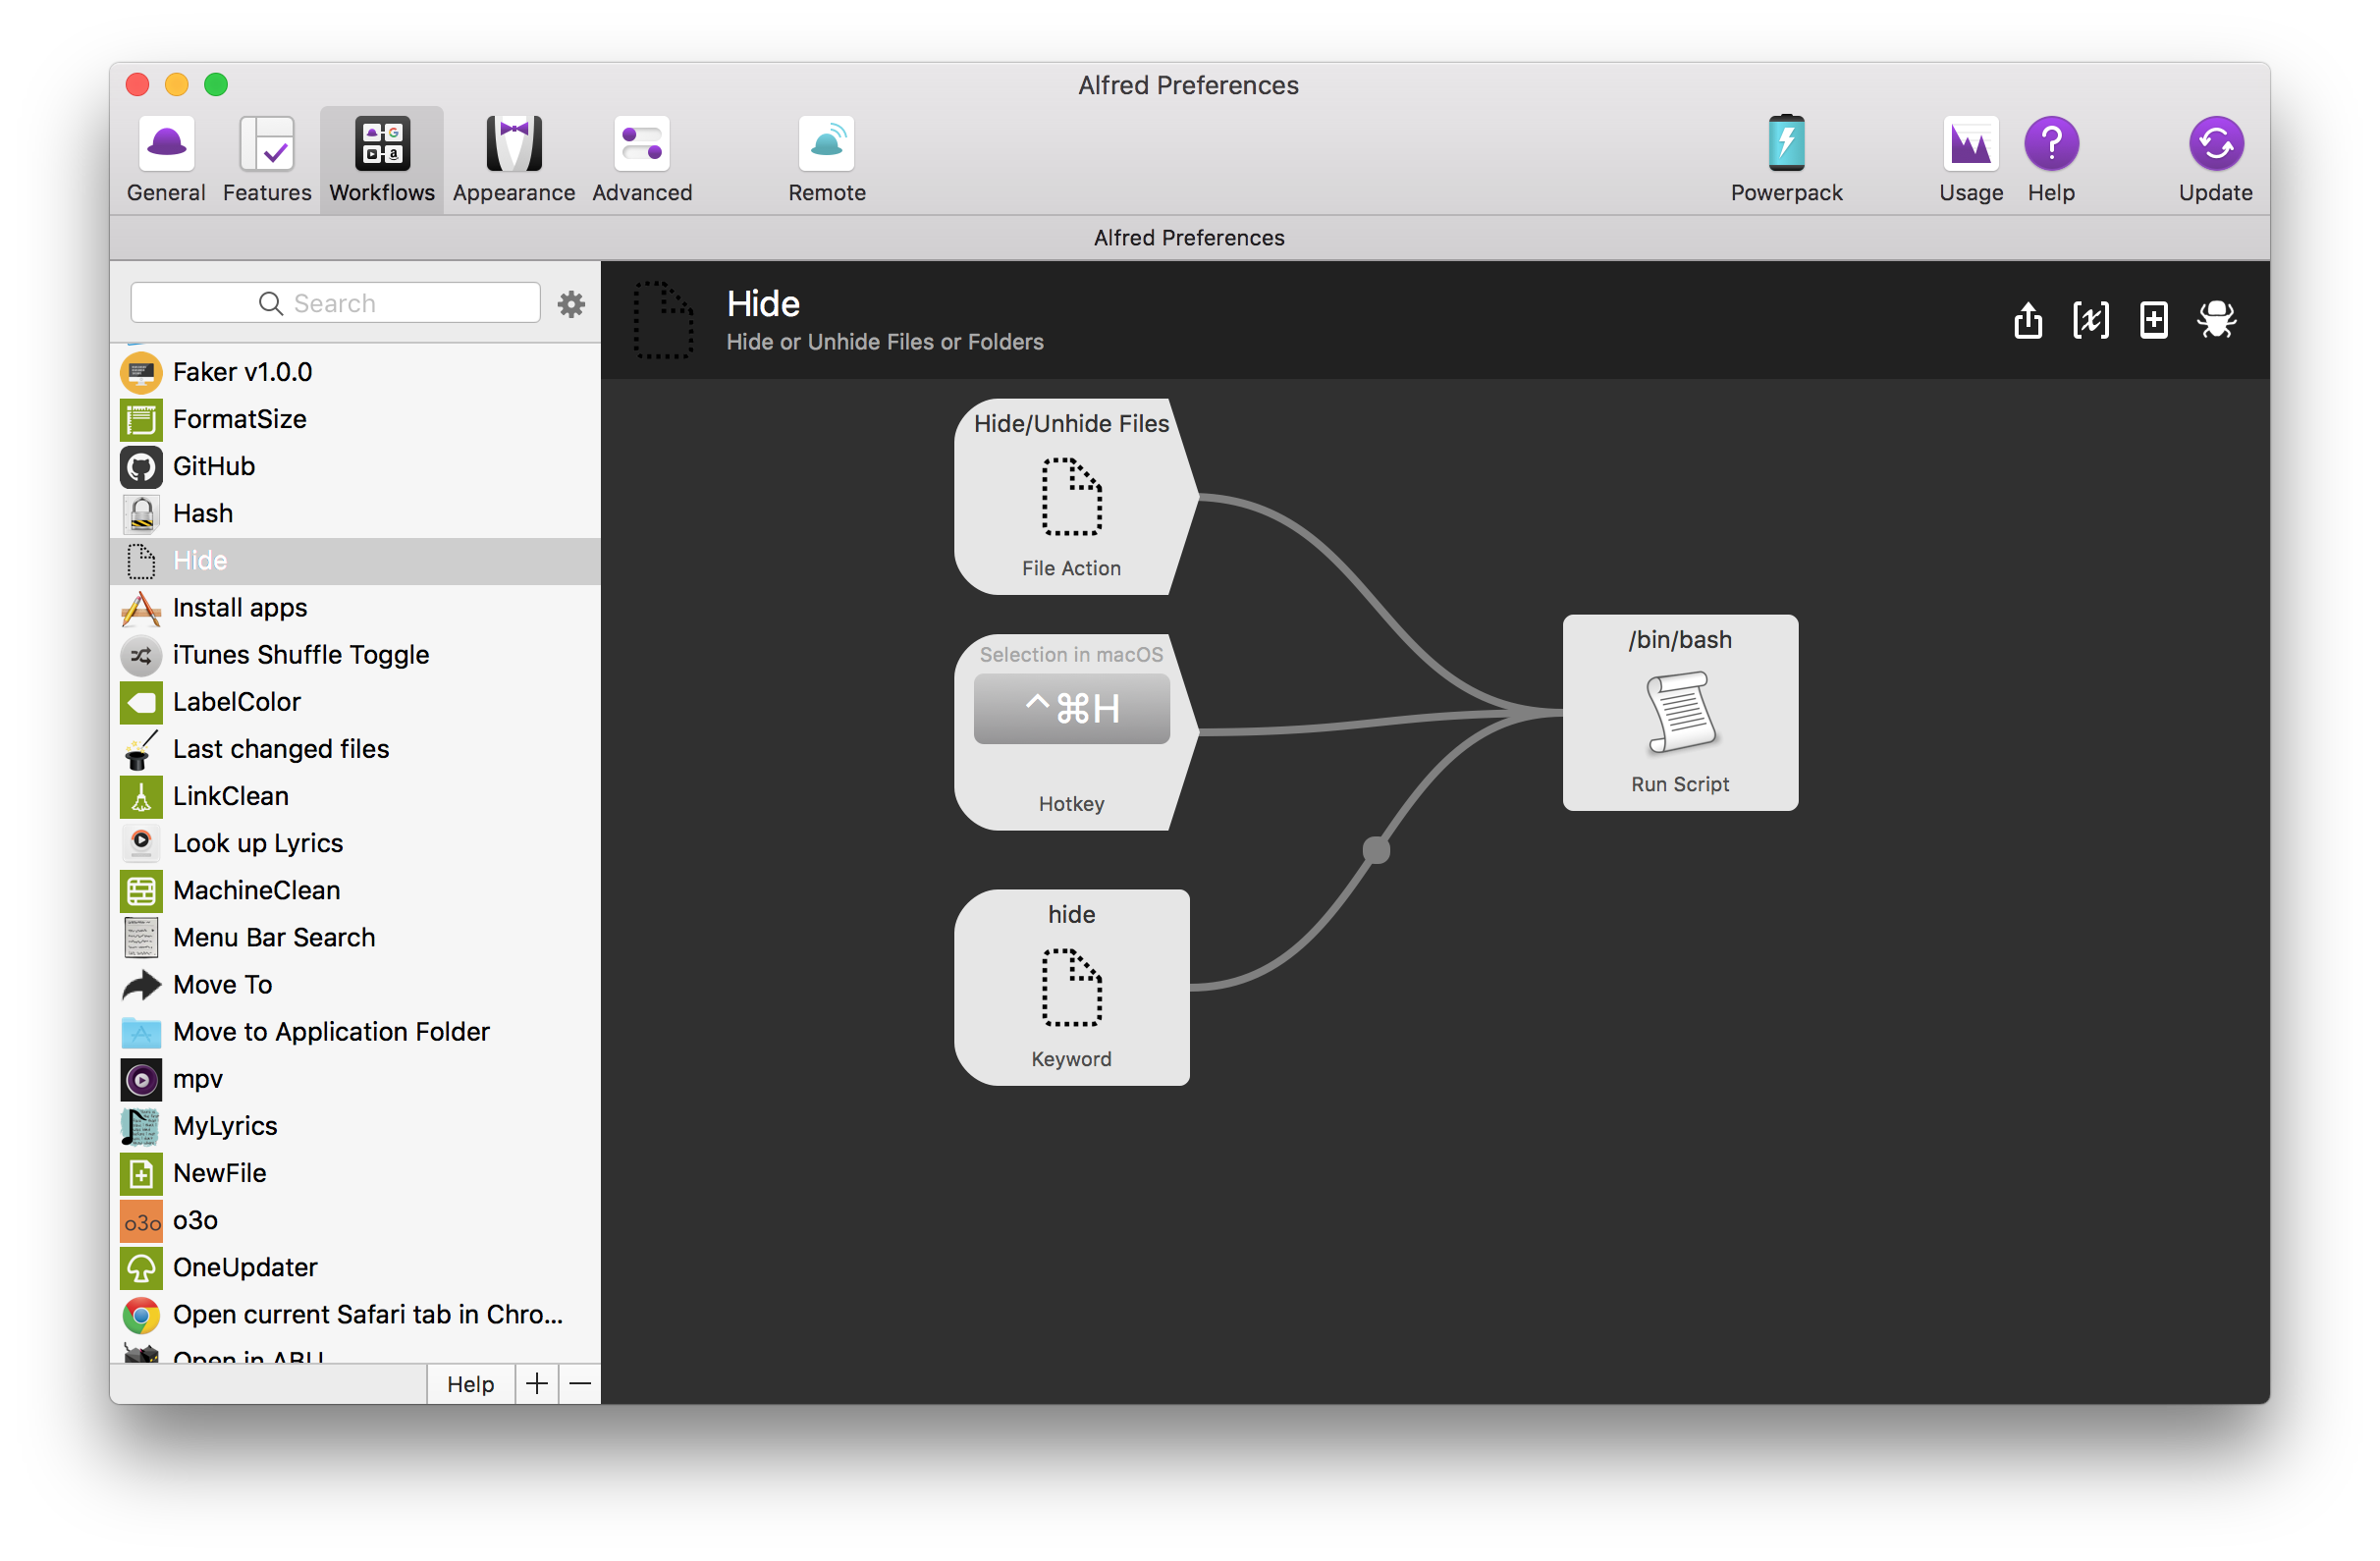 Alfred Preferences
General
Features
Workflows
Appearance
Advanced
Remote
Powerpack
Usage
Help
Update
Alfred Preferences
Search
Faker v1.0.0
FormatSize
GitHub
Hash
Hide
Install apps
iTunes Shuffle Toggle
LabelColor
Last changed files
LinkClean
Look up Lyrics
MachineClean
Menu Bar Search
Move To
Move to Application Folder
mpv
MyLyrics
NewFile
o3o
o3o
OneUpdater
Open current Safari tab in Chro...
Open in ABU
Help
Hide
Hide or Unhide Files or Folders
Hide/Unhide Files
File Action
Selection in macOS
^⌘H
Hotkey
hide
Keyword
/bin/bash
Run Script